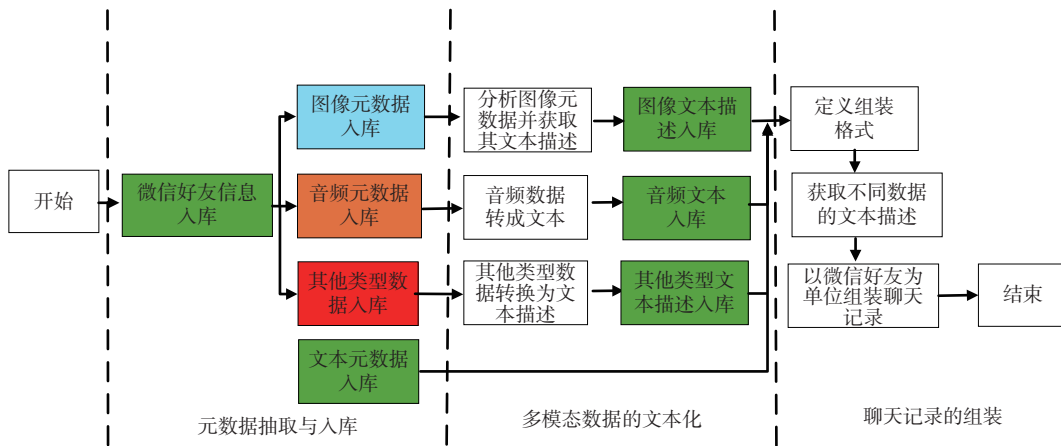 开始
微信好友信息
入库
图像元数据
入库
音频元数据
入库
其他类型数
据入库
文本元数据
入库
元数据抽取与入库
分析图像元
数据并获取
其文本描述
图像文本描
述入库
音频数据
转成文本
音频文本
入库
其他类型数
据转换为文
本描述
其他类型文
本描述入库
多模态数据的文本化
定义组装
格式
获取不同数据
的文本描述
以微信好友为
单位组装聊天
记录
结束
聊天记录的组装